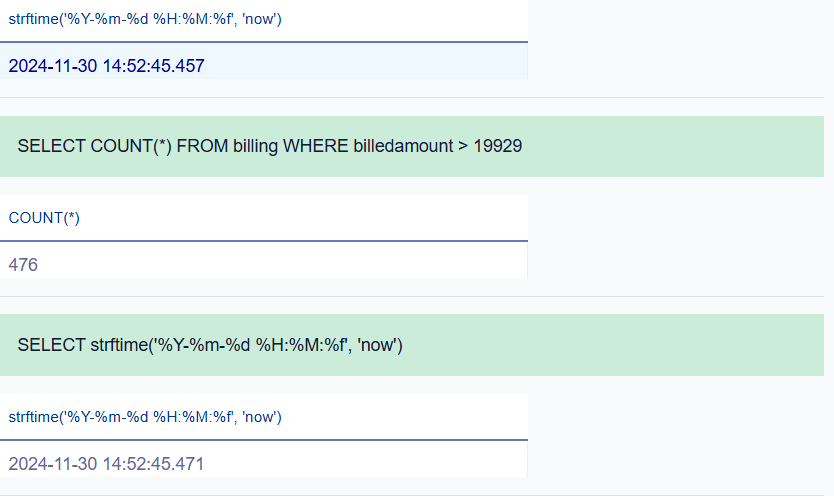 strftime('%Y-%m-%d %H:%M:%f', 'now')
2024-11-30 14:52:45.457
SELECT COUNT(*) FROM billing WHERE billedamount > 19929
COUNT(*)
476
SELECT strftime('%Y-%m-%d %H:%M:%f', 'now')
strftime('%Y-%m-%d %H:%M:%f', 'now')
2024-11-30 14:52:45.471